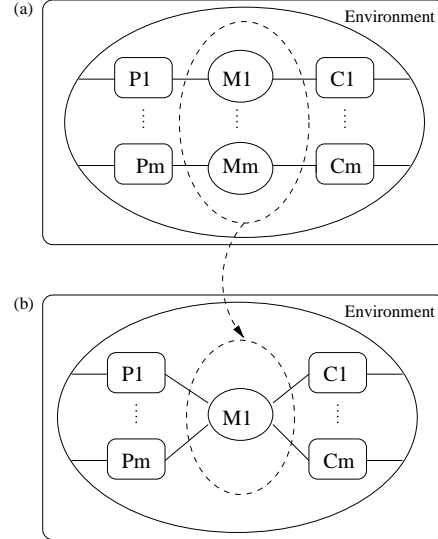 (a)
Environment
P1 M1 C1
Pm Mm Cm
(b)
Environment
P1 C1
M1
Pm Cm